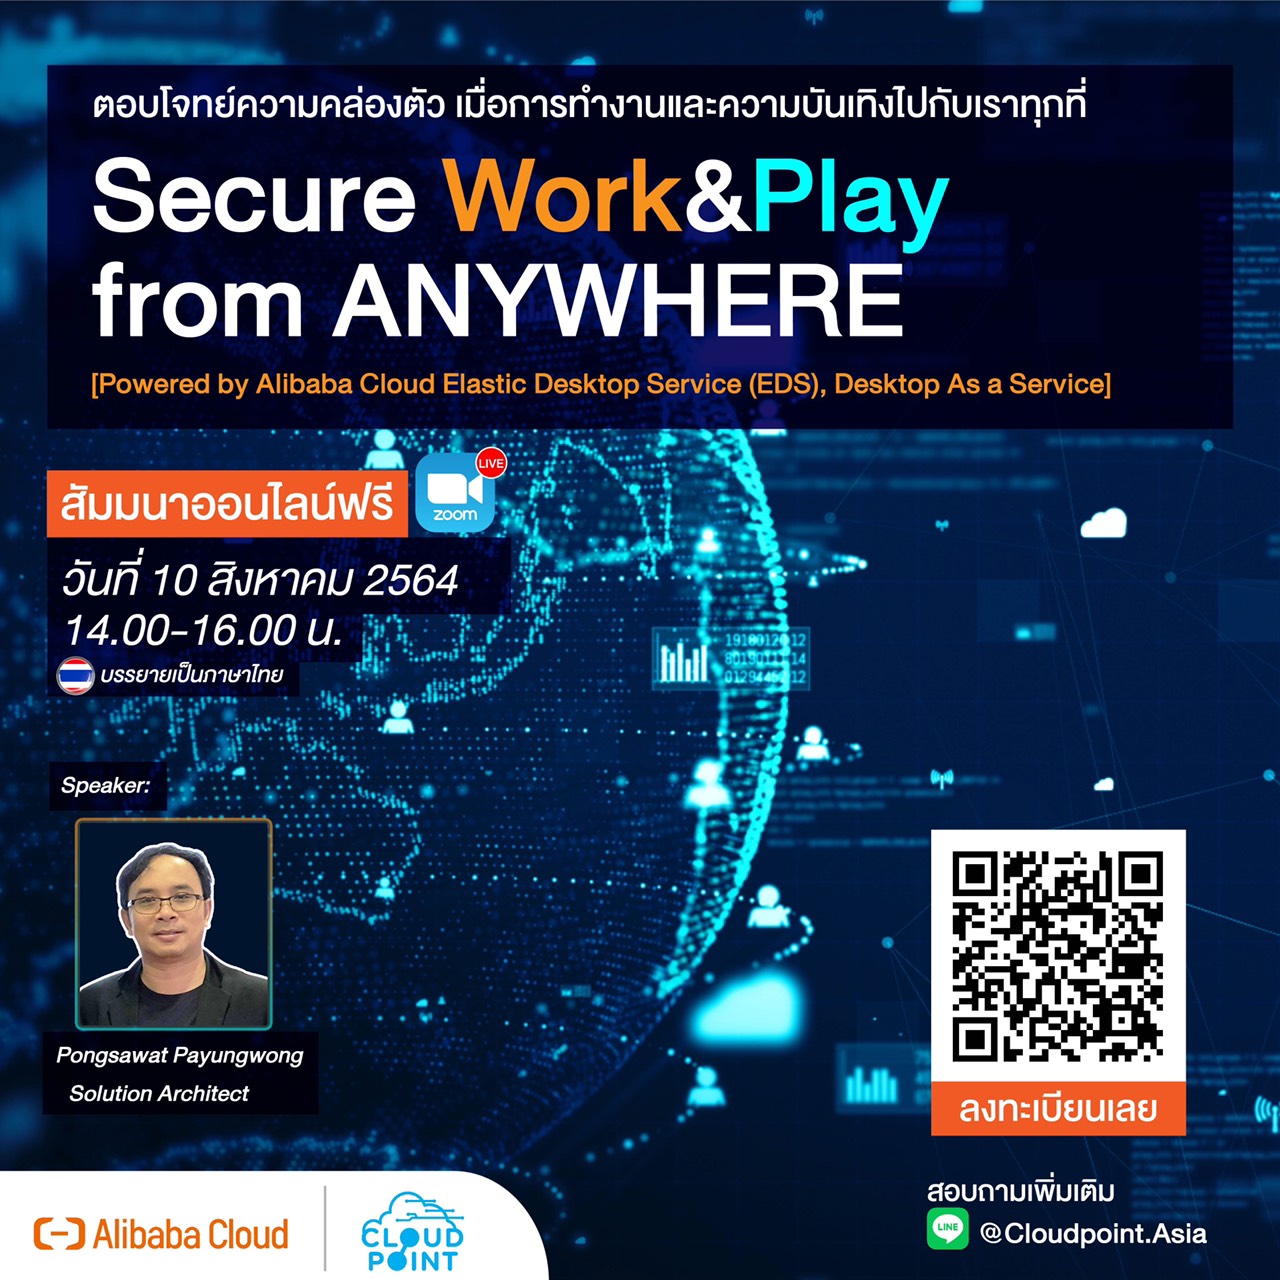 ตอบโจทย์ความคล่องตัว เมื่อการทำงานและความบันเทิงไปกับเราทุกที่
Secure Work&Play
from ANYWHERE
[Powered by Alibaba Cloud Elastic Desktop Service (EDS), Desktop As a Service]
สัมมนาออนไลน์ฟรี
LIVE
zoom
วันที่ 10 สิงหาคม 2564
14.00-16.00 น.
บรรยายเป็นภาษาไทย
Speaker:
Pongsawat Payungwong
Solution Architect
ลงทะเบียนเลย
สอบถามเพิ่มเติม
LINE @Cloudpoint.Asia
Alibaba Cloud
CLOUD
POINT